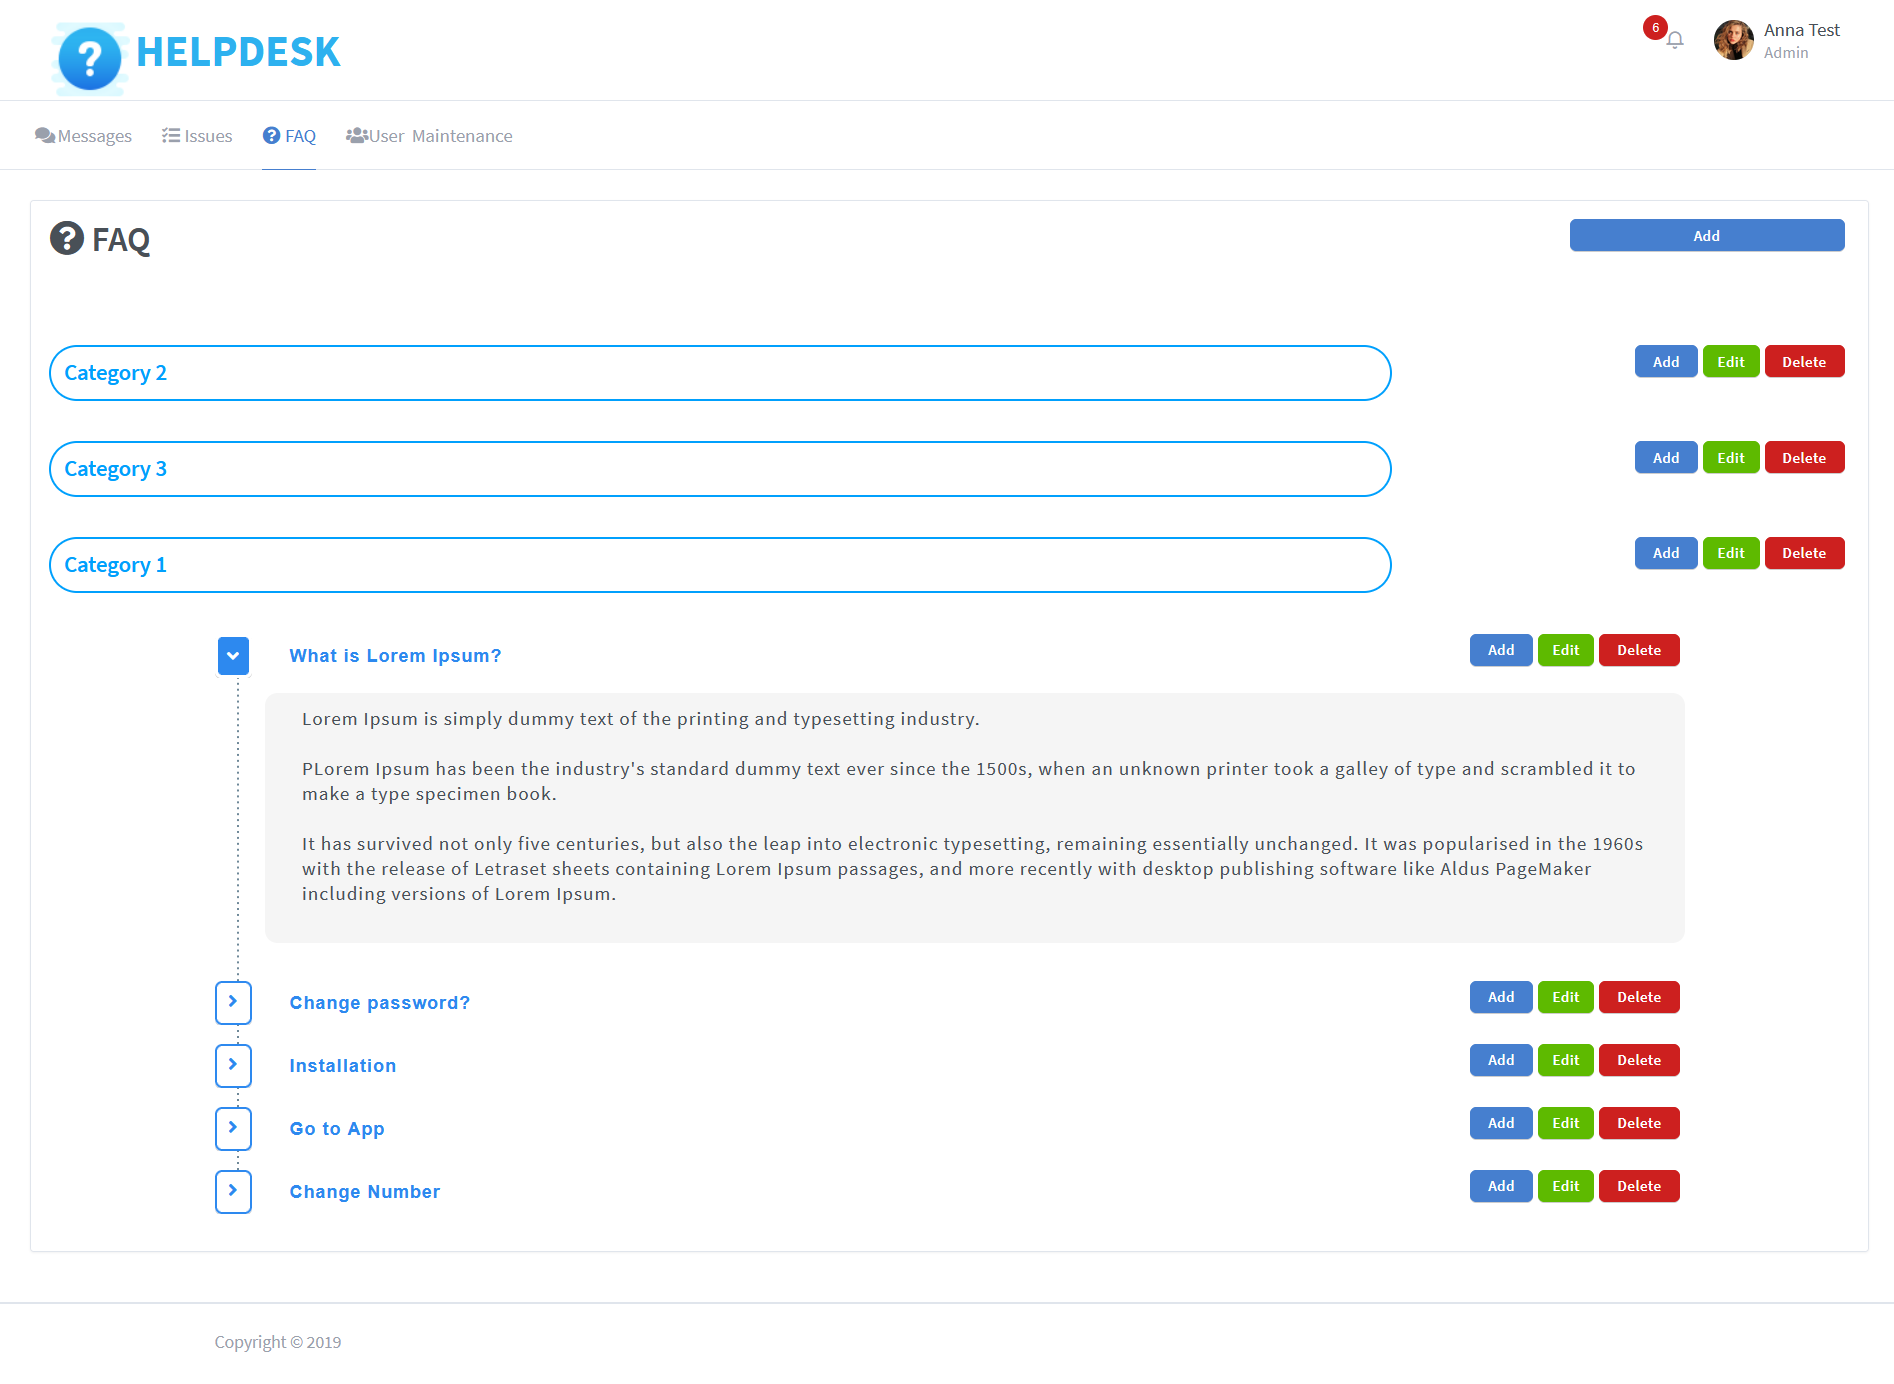 HELPDESK
6
Anna Test
Admin
Messages
Issues
FAQ
User Maintenance
FAQ
Add
Category 2
Add Edit Delete
Category 3
Add Edit Delete
Category 1
Add Edit Delete
What is Lorem Ipsum?
Add Edit Delete
Lorem Ipsum is simply dummy text of the printing and typesetting industry.
PLorem Ipsum has been the industry's standard dummy text ever since the 1500s, when an unknown printer took a galley of type and scrambled it to
make a type specimen book.
It has survived not only five centuries, but also the leap into electronic typesetting, remaining essentially unchanged. It was popularised in the 1960s
with the release of Letraset sheets containing Lorem Ipsum passages, and more recently with desktop publishing software like Aldus PageMaker
including versions of Lorem Ipsum.
Change password?
Add Edit Delete
Installation
Add Edit Delete
Go to App
Add Edit Delete
Change Number
Add Edit Delete
Copyright © 2019